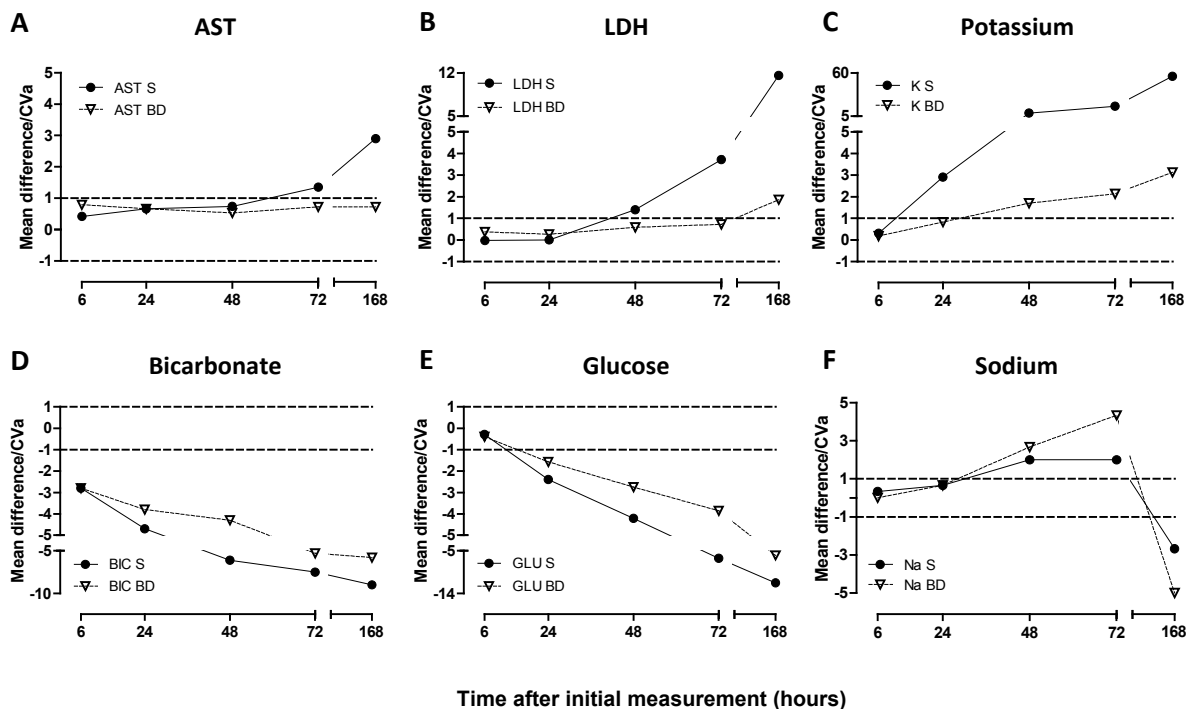 A
AST
Mean difference/CVa
5
4
3
2
1
0
-1
AST S
AST BD
6 24 48 72 168
B
LDH
Mean difference/CVa
12
5
5
4
3
2
1
0
-1
LDH S
LDH BD
6 24 48 72 168
C
Potassium
Mean difference/CVa
60
5
5
4
3
2
1
0
-1
K S
K BD
6 24 48 72 168
D
Bicarbonate
Mean difference/CVa
1
0
-1
-2
-3
-4
-5
-5
-10
BIC S
BIC BD
6 24 48 72 168
E
Glucose
Mean difference/CVa
1
0
-1
-2
-3
-4
-5
-5
-14
GLU S
GLU BD
6 24 48 72 168
F
Sodium
Mean difference/CVa
5
3
1
-1
-3
-5
Na S
Na BD
6 24 48 72 168
Time after initial measurement (hours)